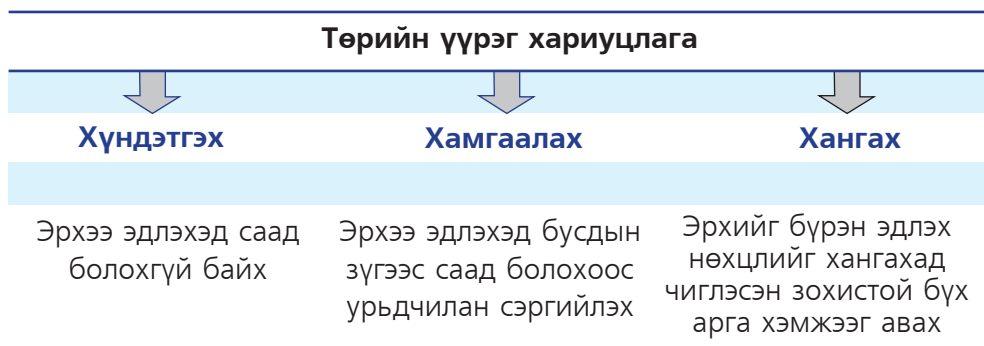 Төрийн үүрэг хариуцлага
Хүндэтгэх
Хамгаалах
Хангах
Эрхээ эдлэхэд саад
болохгүй байх
Эрхээ эдлэхэд бусдын
зүгээс саад болохоос
урьдчилан сэргийлэх
Эрхийг бүрэн эдлэх
нөхцлийг хангахад
чиглэсэн зохистой бүх
арга хэмжээг авах